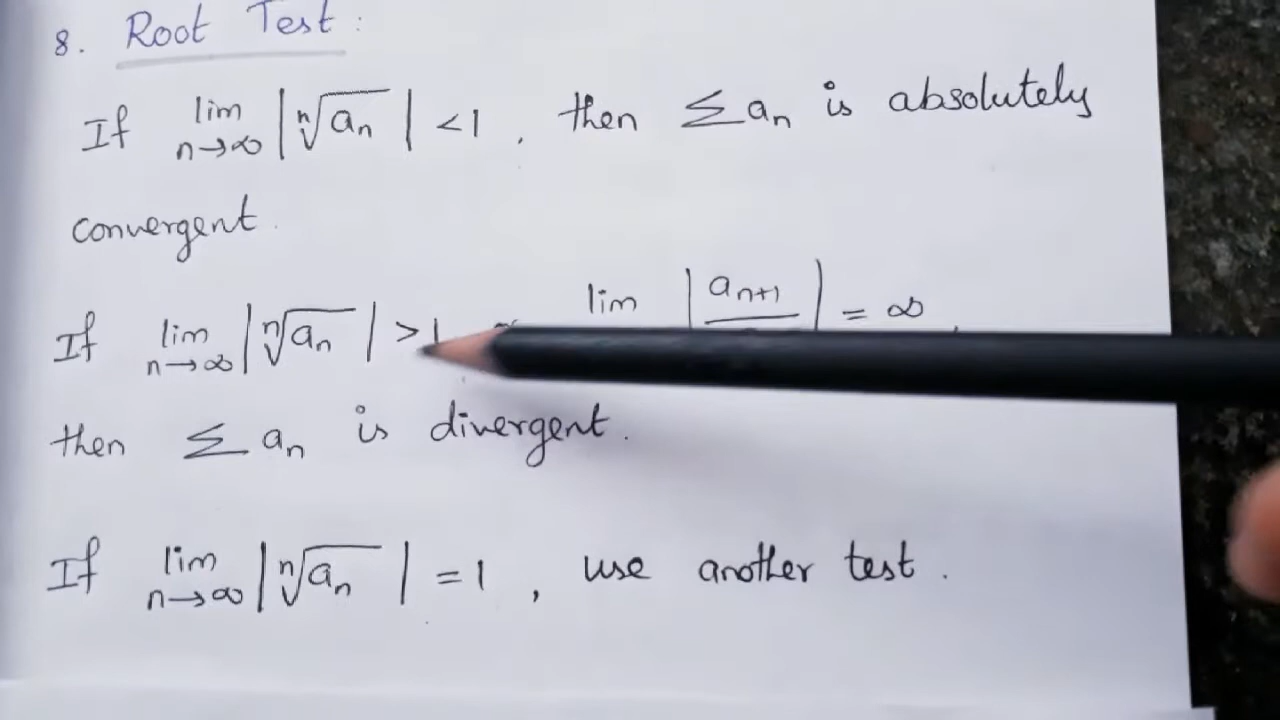 8. Root Test :
If lim n→∞ |ⁿ√aₙ| < 1, then Σaₙ is absolutely
convergent.
If lim n→∞ |ⁿ√aₙ| > 1 lim |aₙ₊₁ = ∞,
then Σ aₙ is divergent.
If lim n→∞ |ⁿ√aₙ| = 1, use another test.